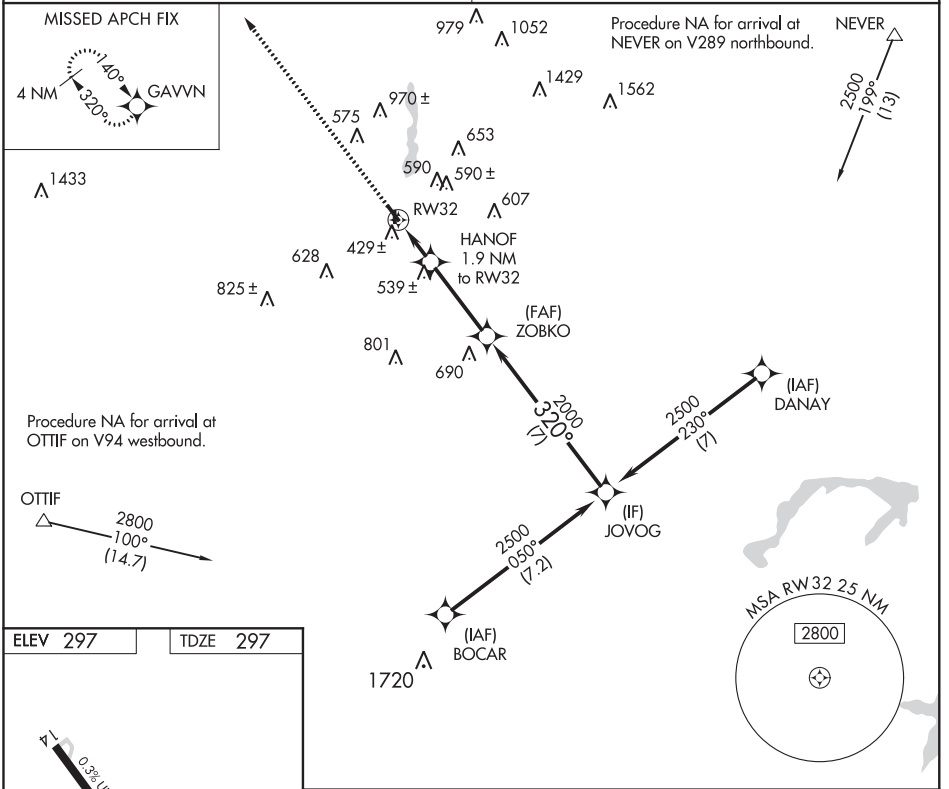 MISSED APCH FIX
4 NM
140°
320°
GAVVN
979
1052
Procedure NA for arrival at
NEVER on V289 northbound.
NEVER
2500
199°
(13)
1429
1562
970 ±
575
653
590
590 ±
1433
607
RW32
429 ±
HANOF
1.9 NM
to RW32
628
539 ±
825 ±
(FAF)
ZOBKO
801
690
(IAF)
DANAY
2000
320°
(7)
2500
230°
(7)
Procedure NA for arrival at
OTTIF on V94 westbound.
OTTIF
2800
100°
(14.7)
(IF)
JOVOG
2500
050°
(7.2)
(IAF)
BOCAR
1720
MSA RW32 25 NM
2800
ELEV 297
TDZE 297
14